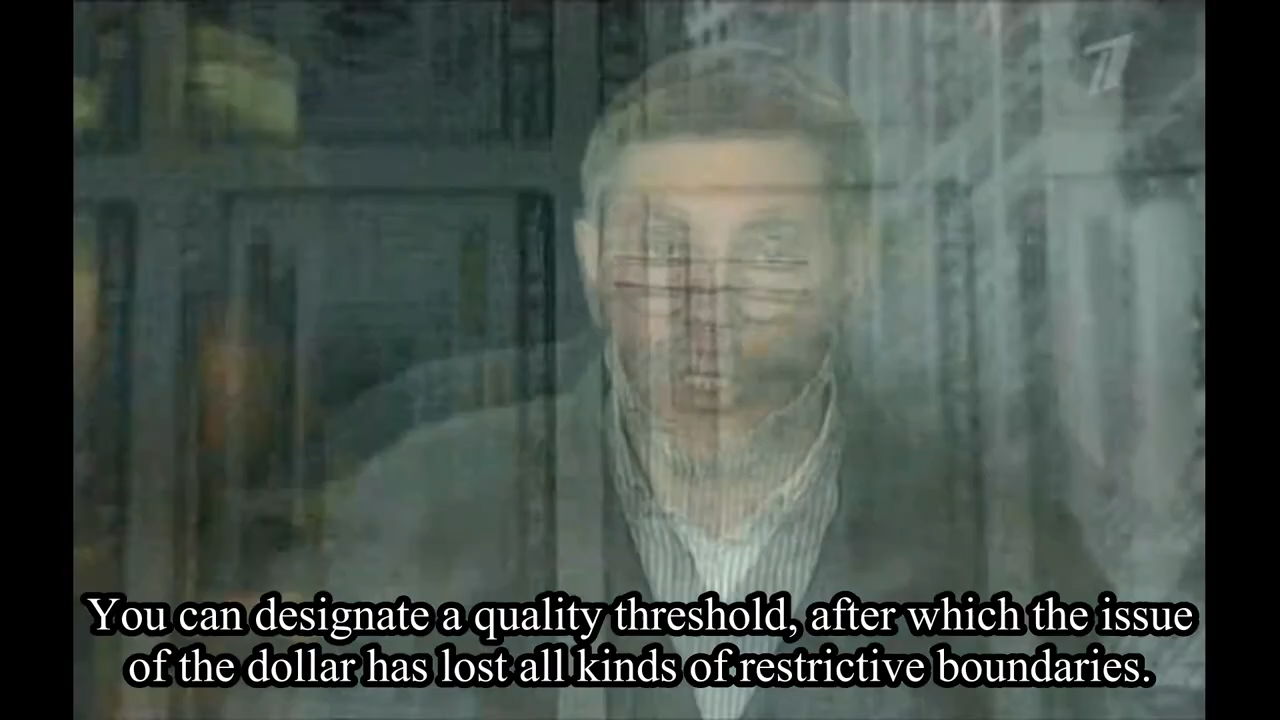 You can designate a quality threshold, after which the issue
of the dollar has lost all kinds of restrictive boundaries.